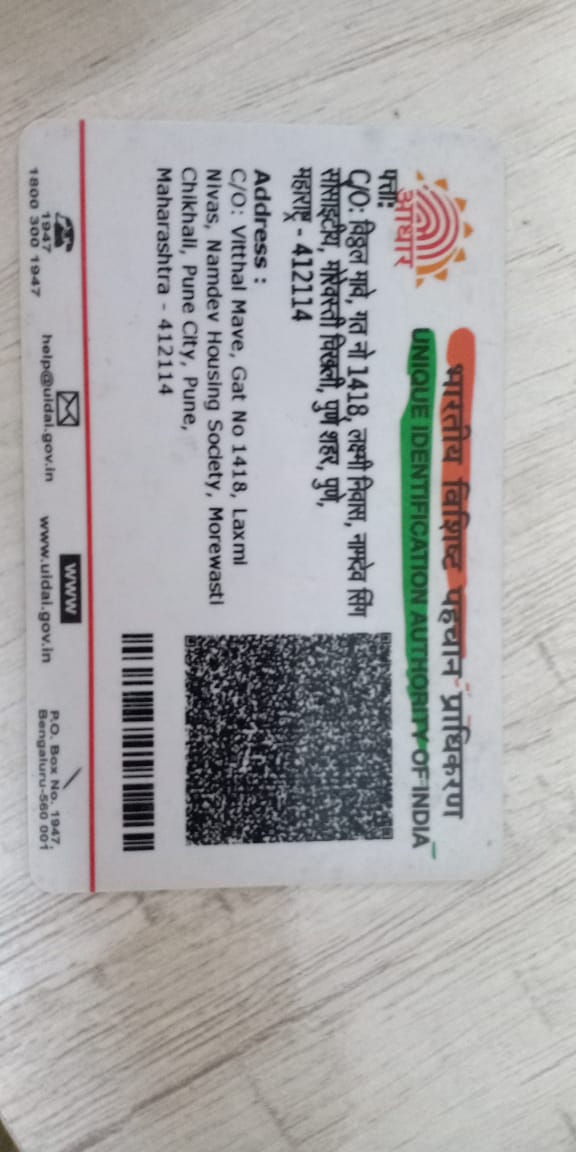 आधार
भारतीय विशिष्ट पहचान प्राधिकरण
UNIQUE IDENTIFICATION AUTHORITY OF INDIA
पत्ता:
C/O: विठ्ठल मावे, गत नो 1418, लक्ष्मी निवास, नामदेव सिंग
सोसाइटीय, मोरेवस्ती चिखली, पुणे शहर, पुणे,
महाराष्ट्र - 412114
Address :
C/O: Vitthal Mave, Gat No 1418, Laxmi
Nivas, Namdev Housing Society, Morewasti
Chikhali, Pune City, Pune,
Maharashtra - 412114
1947
1800 300 1947
help@uidai.gov.in
www
www.uidai.gov.in
P.O. Box No. 1947,
Bengaluru-560 001